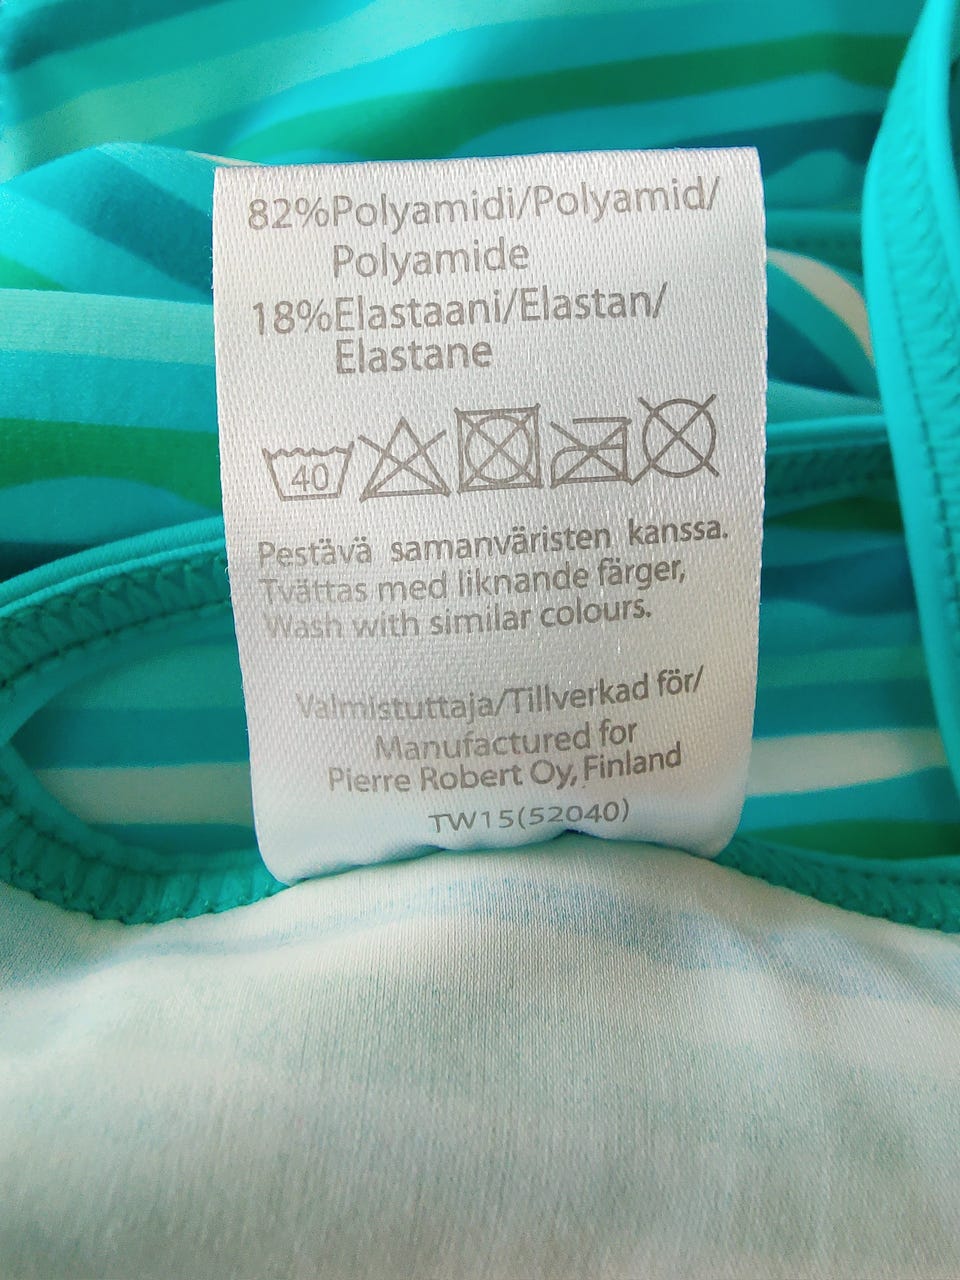 82%Polyamidi/Polyamid/
Polyamide
18%Elastaani/Elastan/
Elastane
40
Pestävä samanväristen kanssa.
Tvättas med liknande färger,
Wash with similar colours.
Valmistuttaja/Tillverkad för/
Manufactured for
Pierre Robert Oy, Finland
TW15(52040)